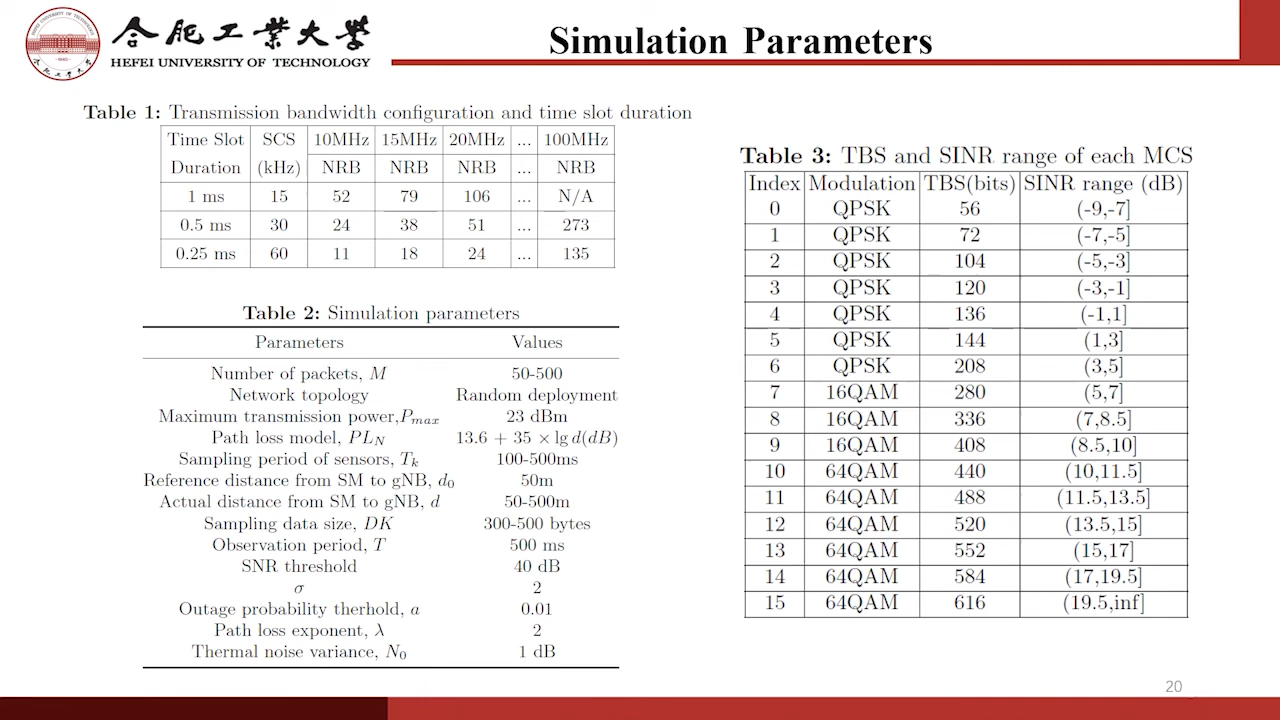 合肥工業大學
HEFEI UNIVERSITY OF TECHNOLOGY
Simulation Parameters
Table 1: Transmission bandwidth configuration and time slot duration
Time Slot SCS 10MHz 15MHz 20MHz ... 100MHz
Duration (kHz) NRB NRB NRB ... NRB
1 ms 15 52 79 106 ... N/A
0.5 ms 30 24 38 51 ... 273
0.25 ms 60 11 18 24 ... 135
Table 2: Simulation parameters
Parameters Values
Number of packets, M 50-500
Network topology Random deployment
Maximum transmission power,Pmax 23 dBm
Path loss model, PLN 13.6 + 35 × lg d(dB)
Sampling period of sensors, Tk 100-500ms
Reference distance from SM to gNB, d0 50m
Actual distance from SM to gNB, d 50-500m
Sampling data size, DK 300-500 bytes
Observation period, T 500 ms
SNR threshold 40 dB
σ 2
Outage probability therhold, a 0.01
Path loss exponent, λ 2
Thermal noise variance, N0 1 dB
Table 3: TBS and SINR range of each MCS
Index Modulation TBS(bits) SINR range (dB)
0 QPSK 56 (-9,-7]
1 QPSK 72 (-7,-5]
2 QPSK 104 (-5,-3]
3 QPSK 120 (-3,-1]
4 QPSK 136 (-1,1]
5 QPSK 144 (1,3]
6 QPSK 208 (3,5]
7 16QAM 280 (5,7]
8 16QAM 336 (7,8.5]
9 16QAM 408 (8.5,10]
10 64QAM 440 (10,11.5]
11 64QAM 488 (11.5,13.5]
12 64QAM 520 (13.5,15]
13 64QAM 552 (15,17]
14 64QAM 584 (17,19.5]
15 64QAM 616 (19.5,inf]
20